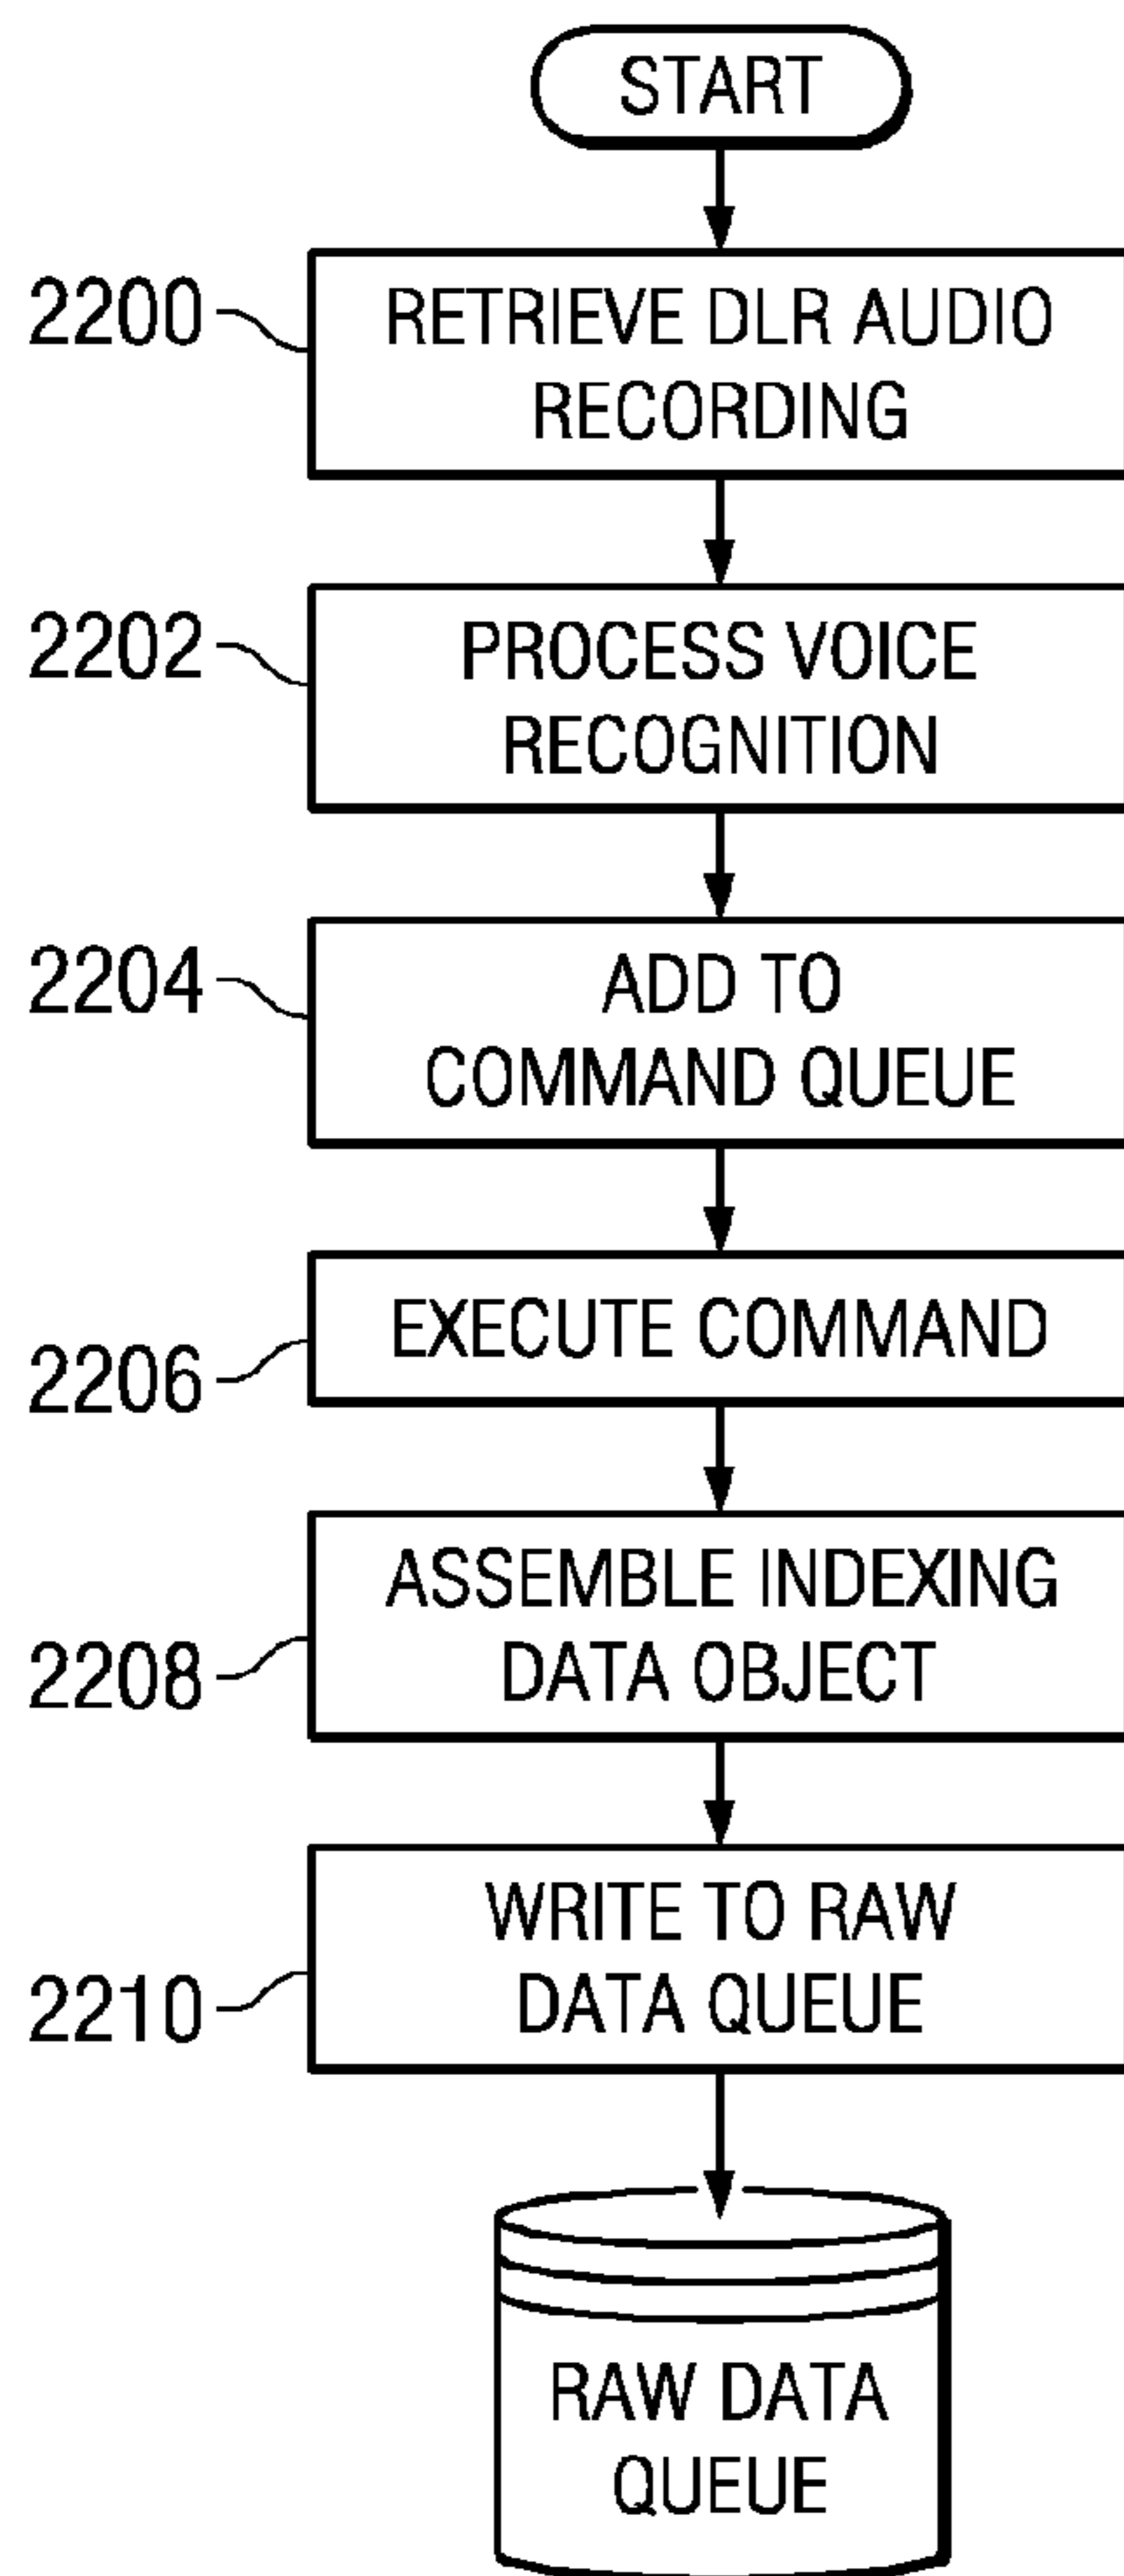 START
2200
RETRIEVE DLR AUDIO
RECORDING
2202
PROCESS VOICE
RECOGNITION
2204
ADD TO
COMMAND QUEUE
2206
EXECUTE COMMAND
2208
ASSEMBLE INDEXING
DATA OBJECT
2210
WRITE TO RAW
DATA QUEUE
RAW DATA
QUEUE